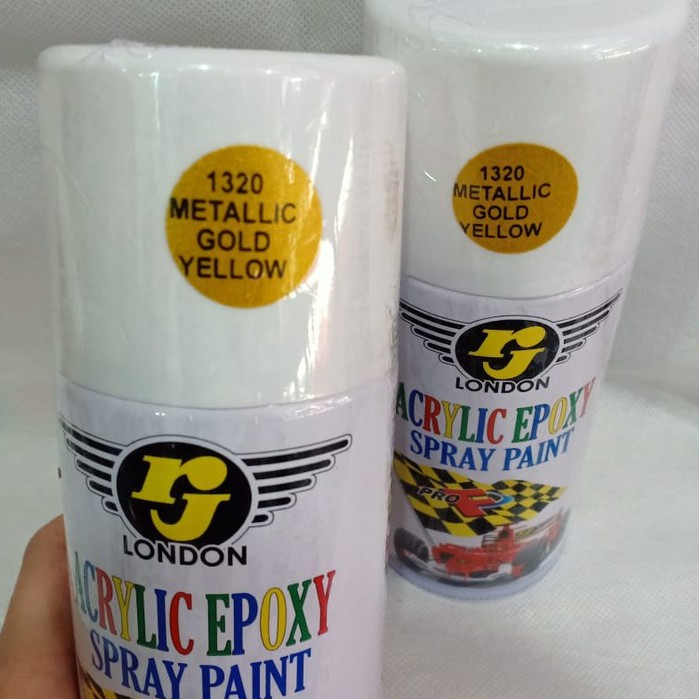 1320
METALLIC
GOLD
YELLOW
rj
LONDON
ACRYLIC EPOXY
SPRAY PAINT
1320
METALLIC
GOLD
YELLOW
rj
LONDON
ACRYLIC EPOXY
SPRAY PAINT
PRO